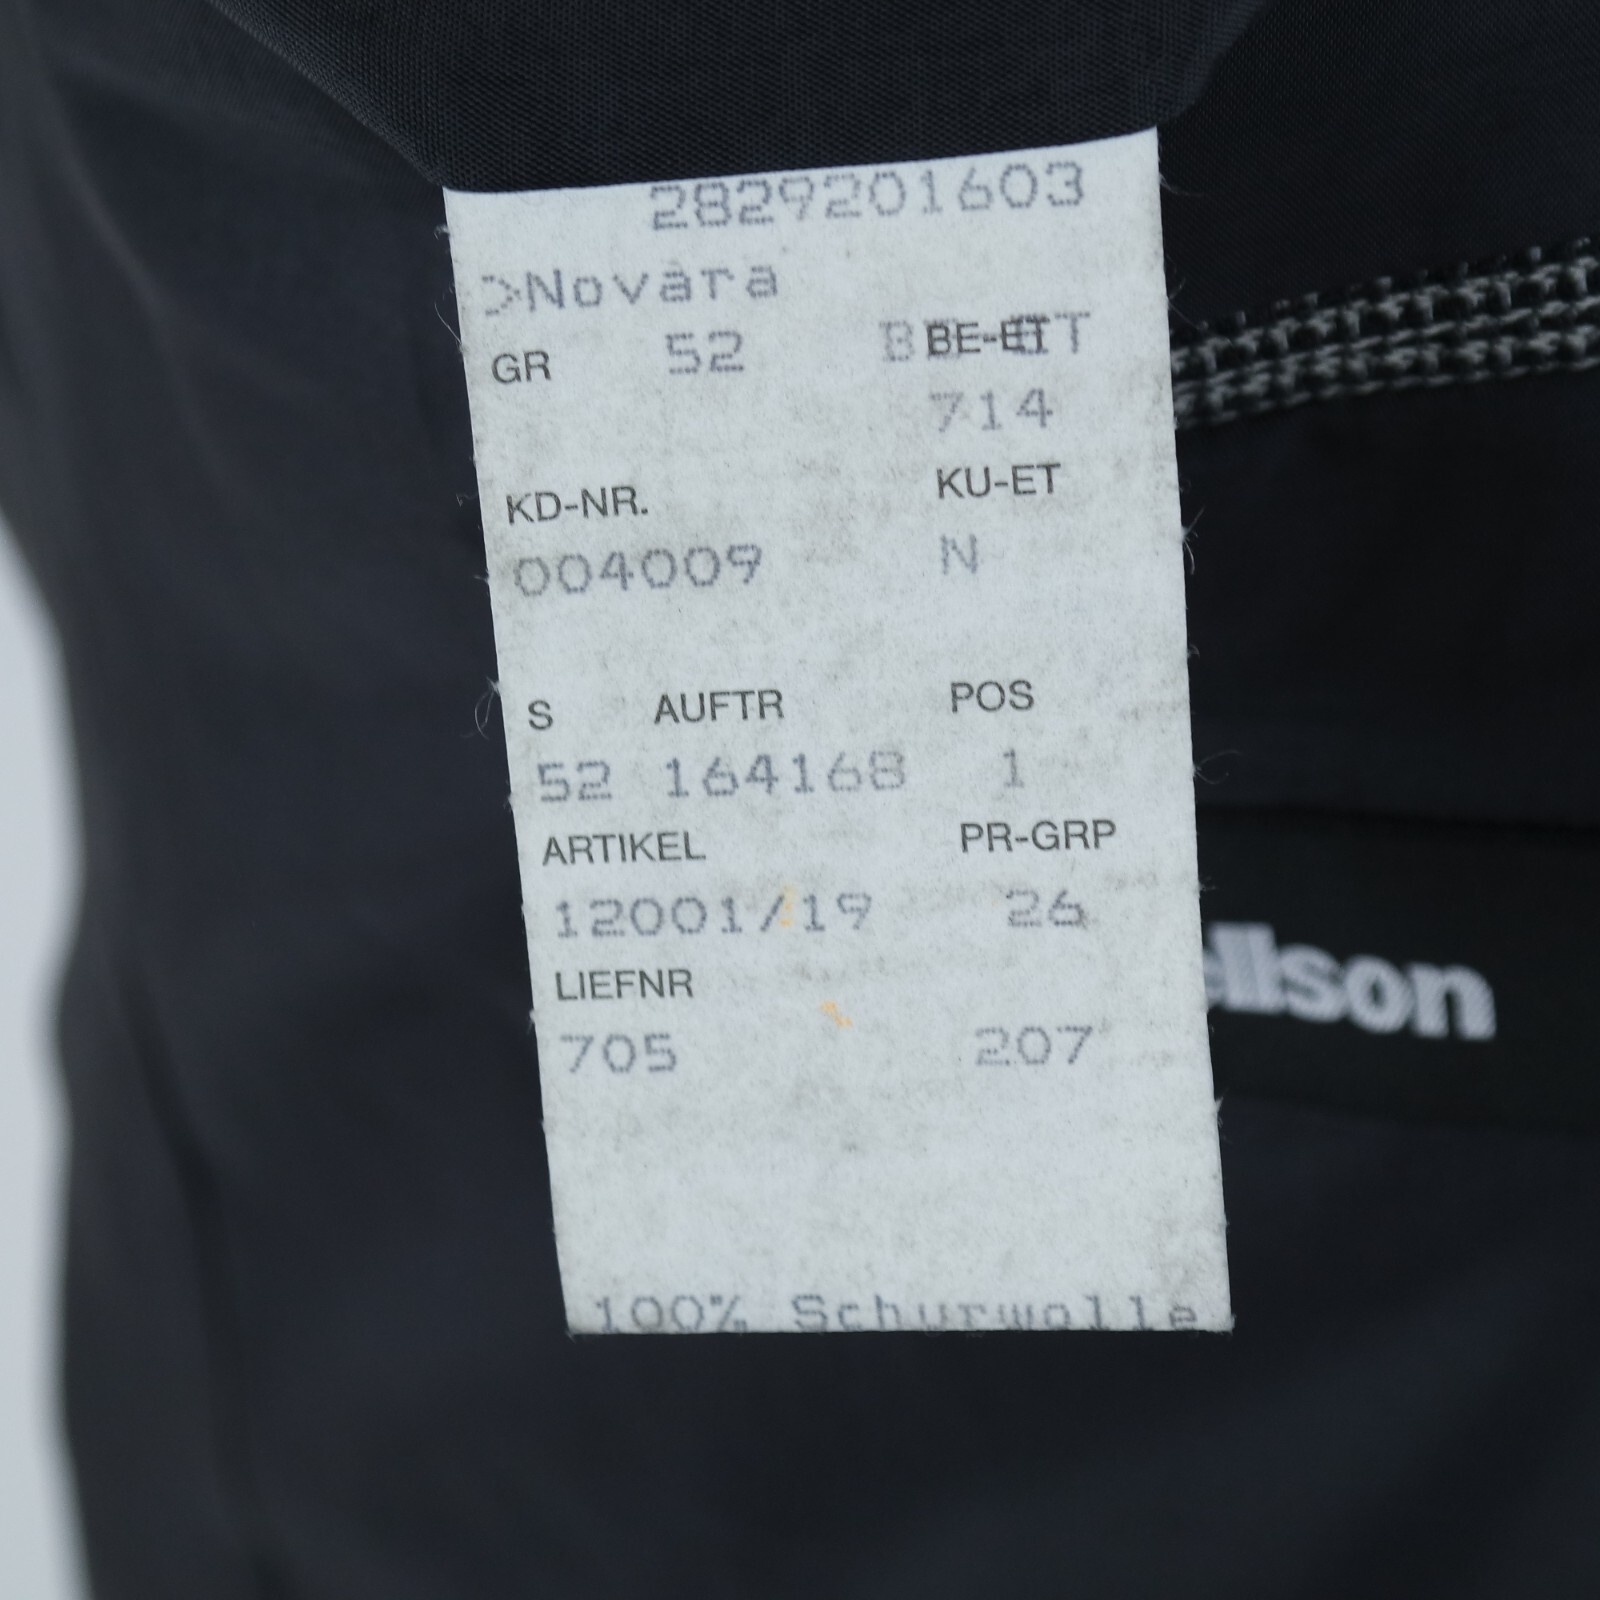 2829201603
>Novara
GR 52 BE-ET
714
KD-NR. KU-ET
004009 N
S AUFTR POS
52 164168 1
ARTIKEL PR-GRP
12001/19 26
LIEFNR
705 207
100% Schurwolle
llson